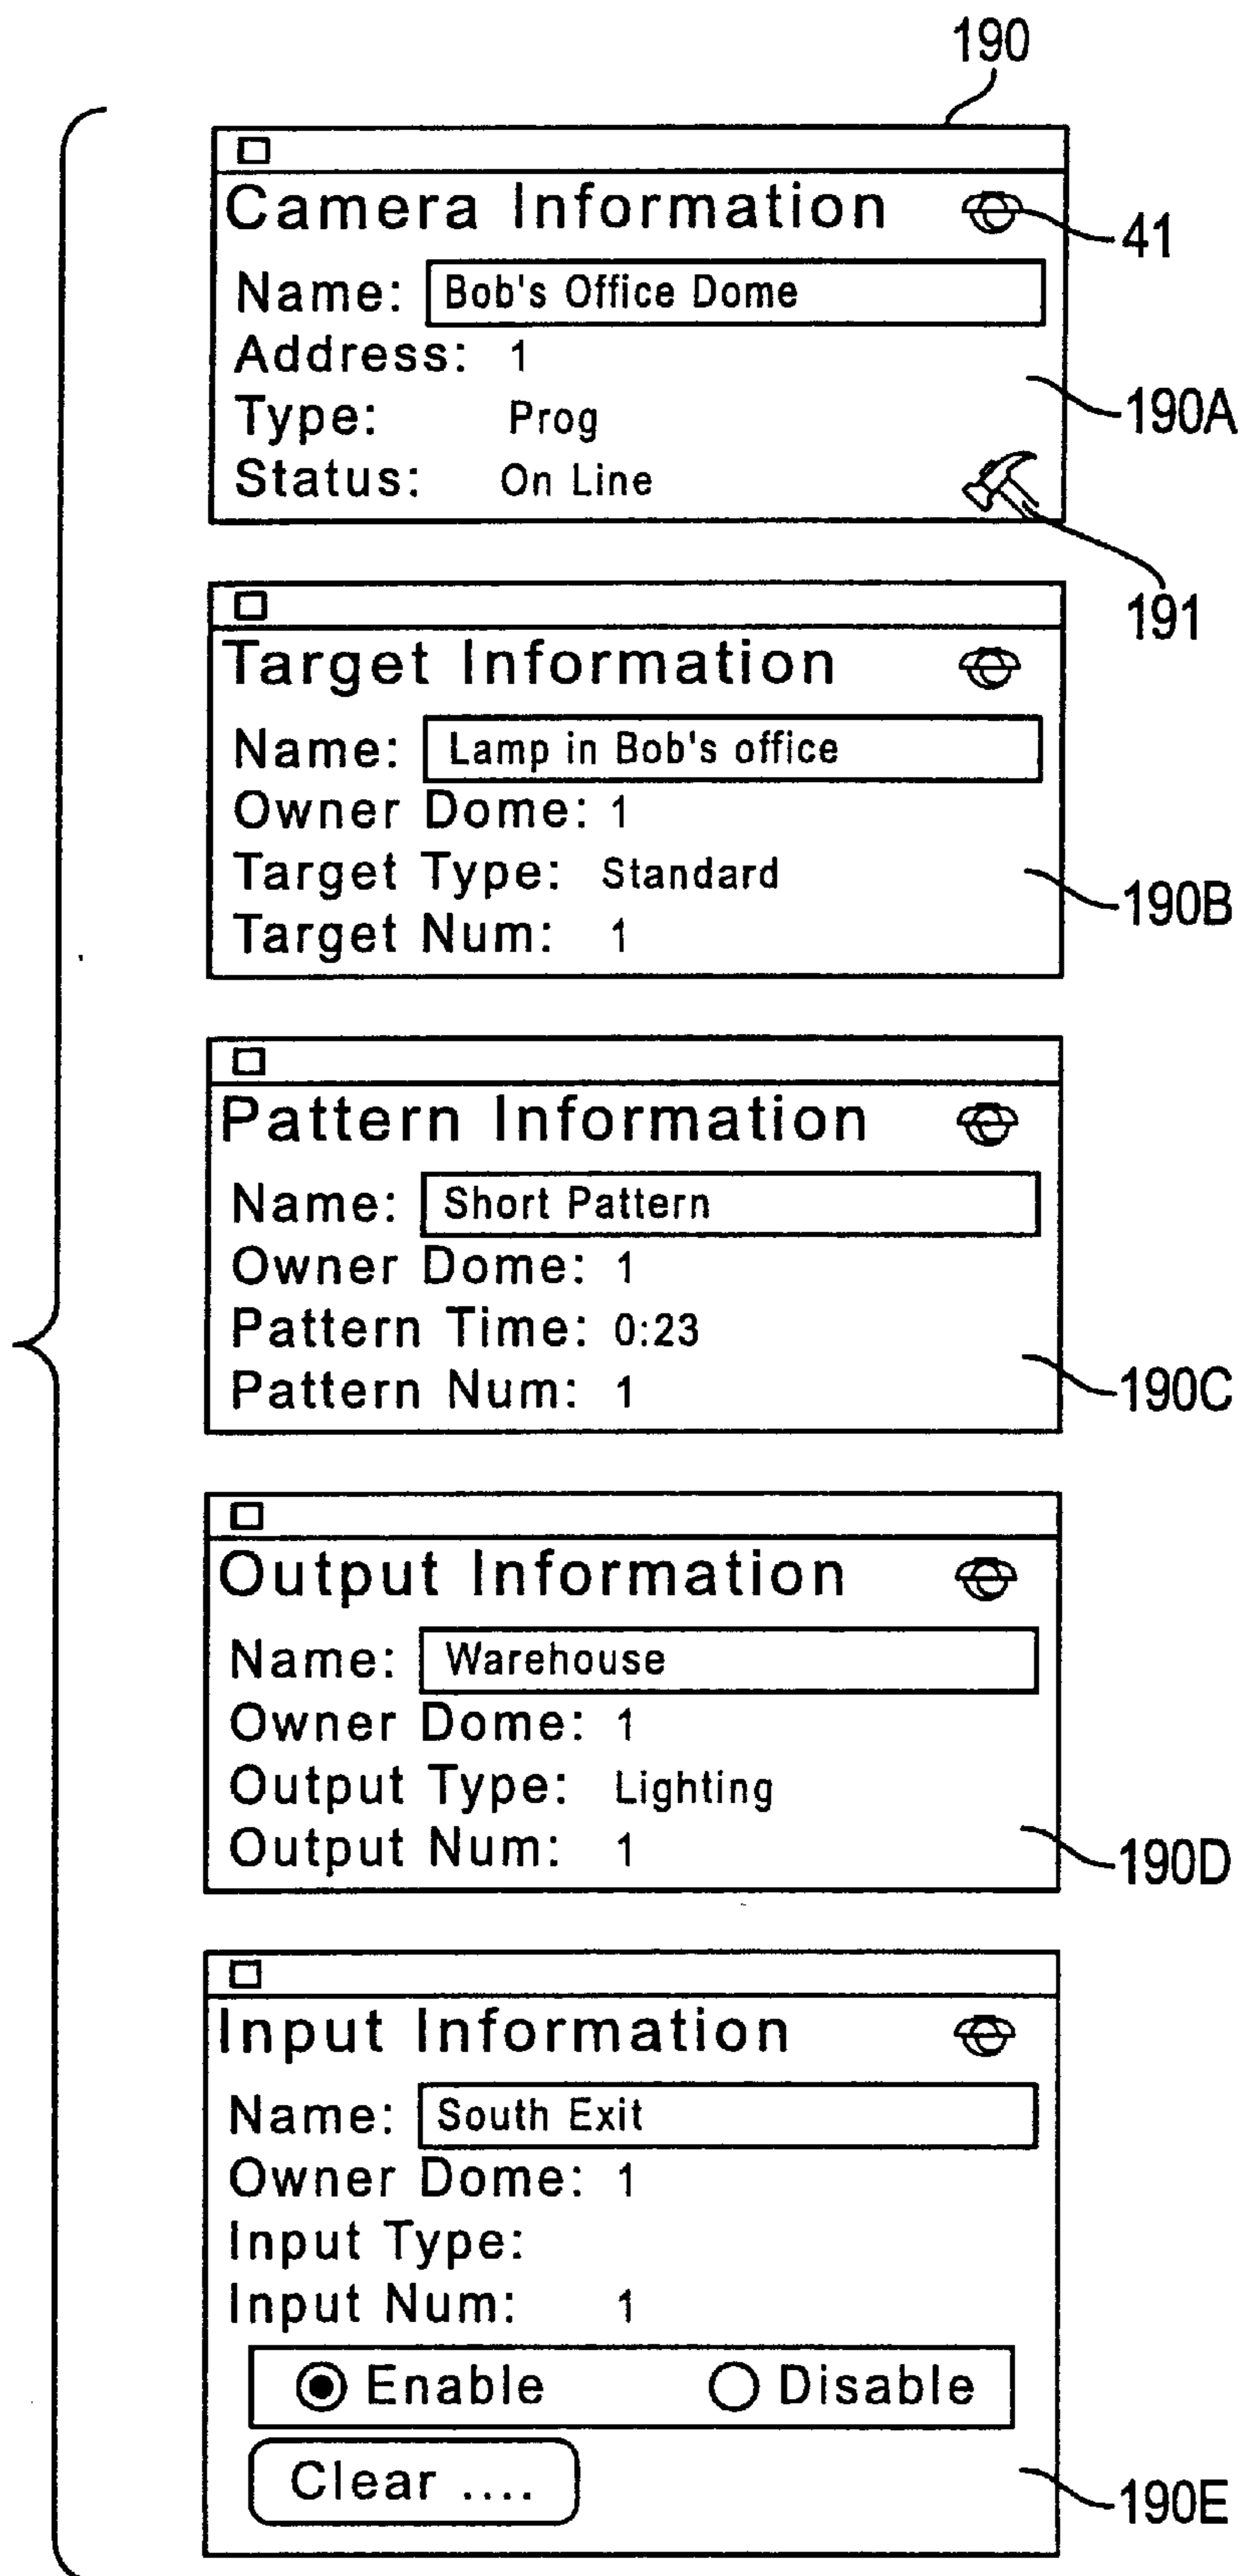 190
Camera Information
41
Name: Bob's Office Dome
Address: 1
190A
Type: Prog
Status: On Line
191
Target Information
Name: Lamp in Bob's office
Owner Dome: 1
Target Type: Standard
190B
Target Num: 1
Pattern Information
Name: Short Pattern
Owner Dome: 1
Pattern Time: 0:23
Pattern Num: 1
190C
Output Information
Name: Warehouse
Owner Dome: 1
Output Type: Lighting
Output Num: 1
190D
Input Information
Name: South Exit
Owner Dome: 1
Input Type:
Input Num: 1
Enable Disable
Clear ....
190E